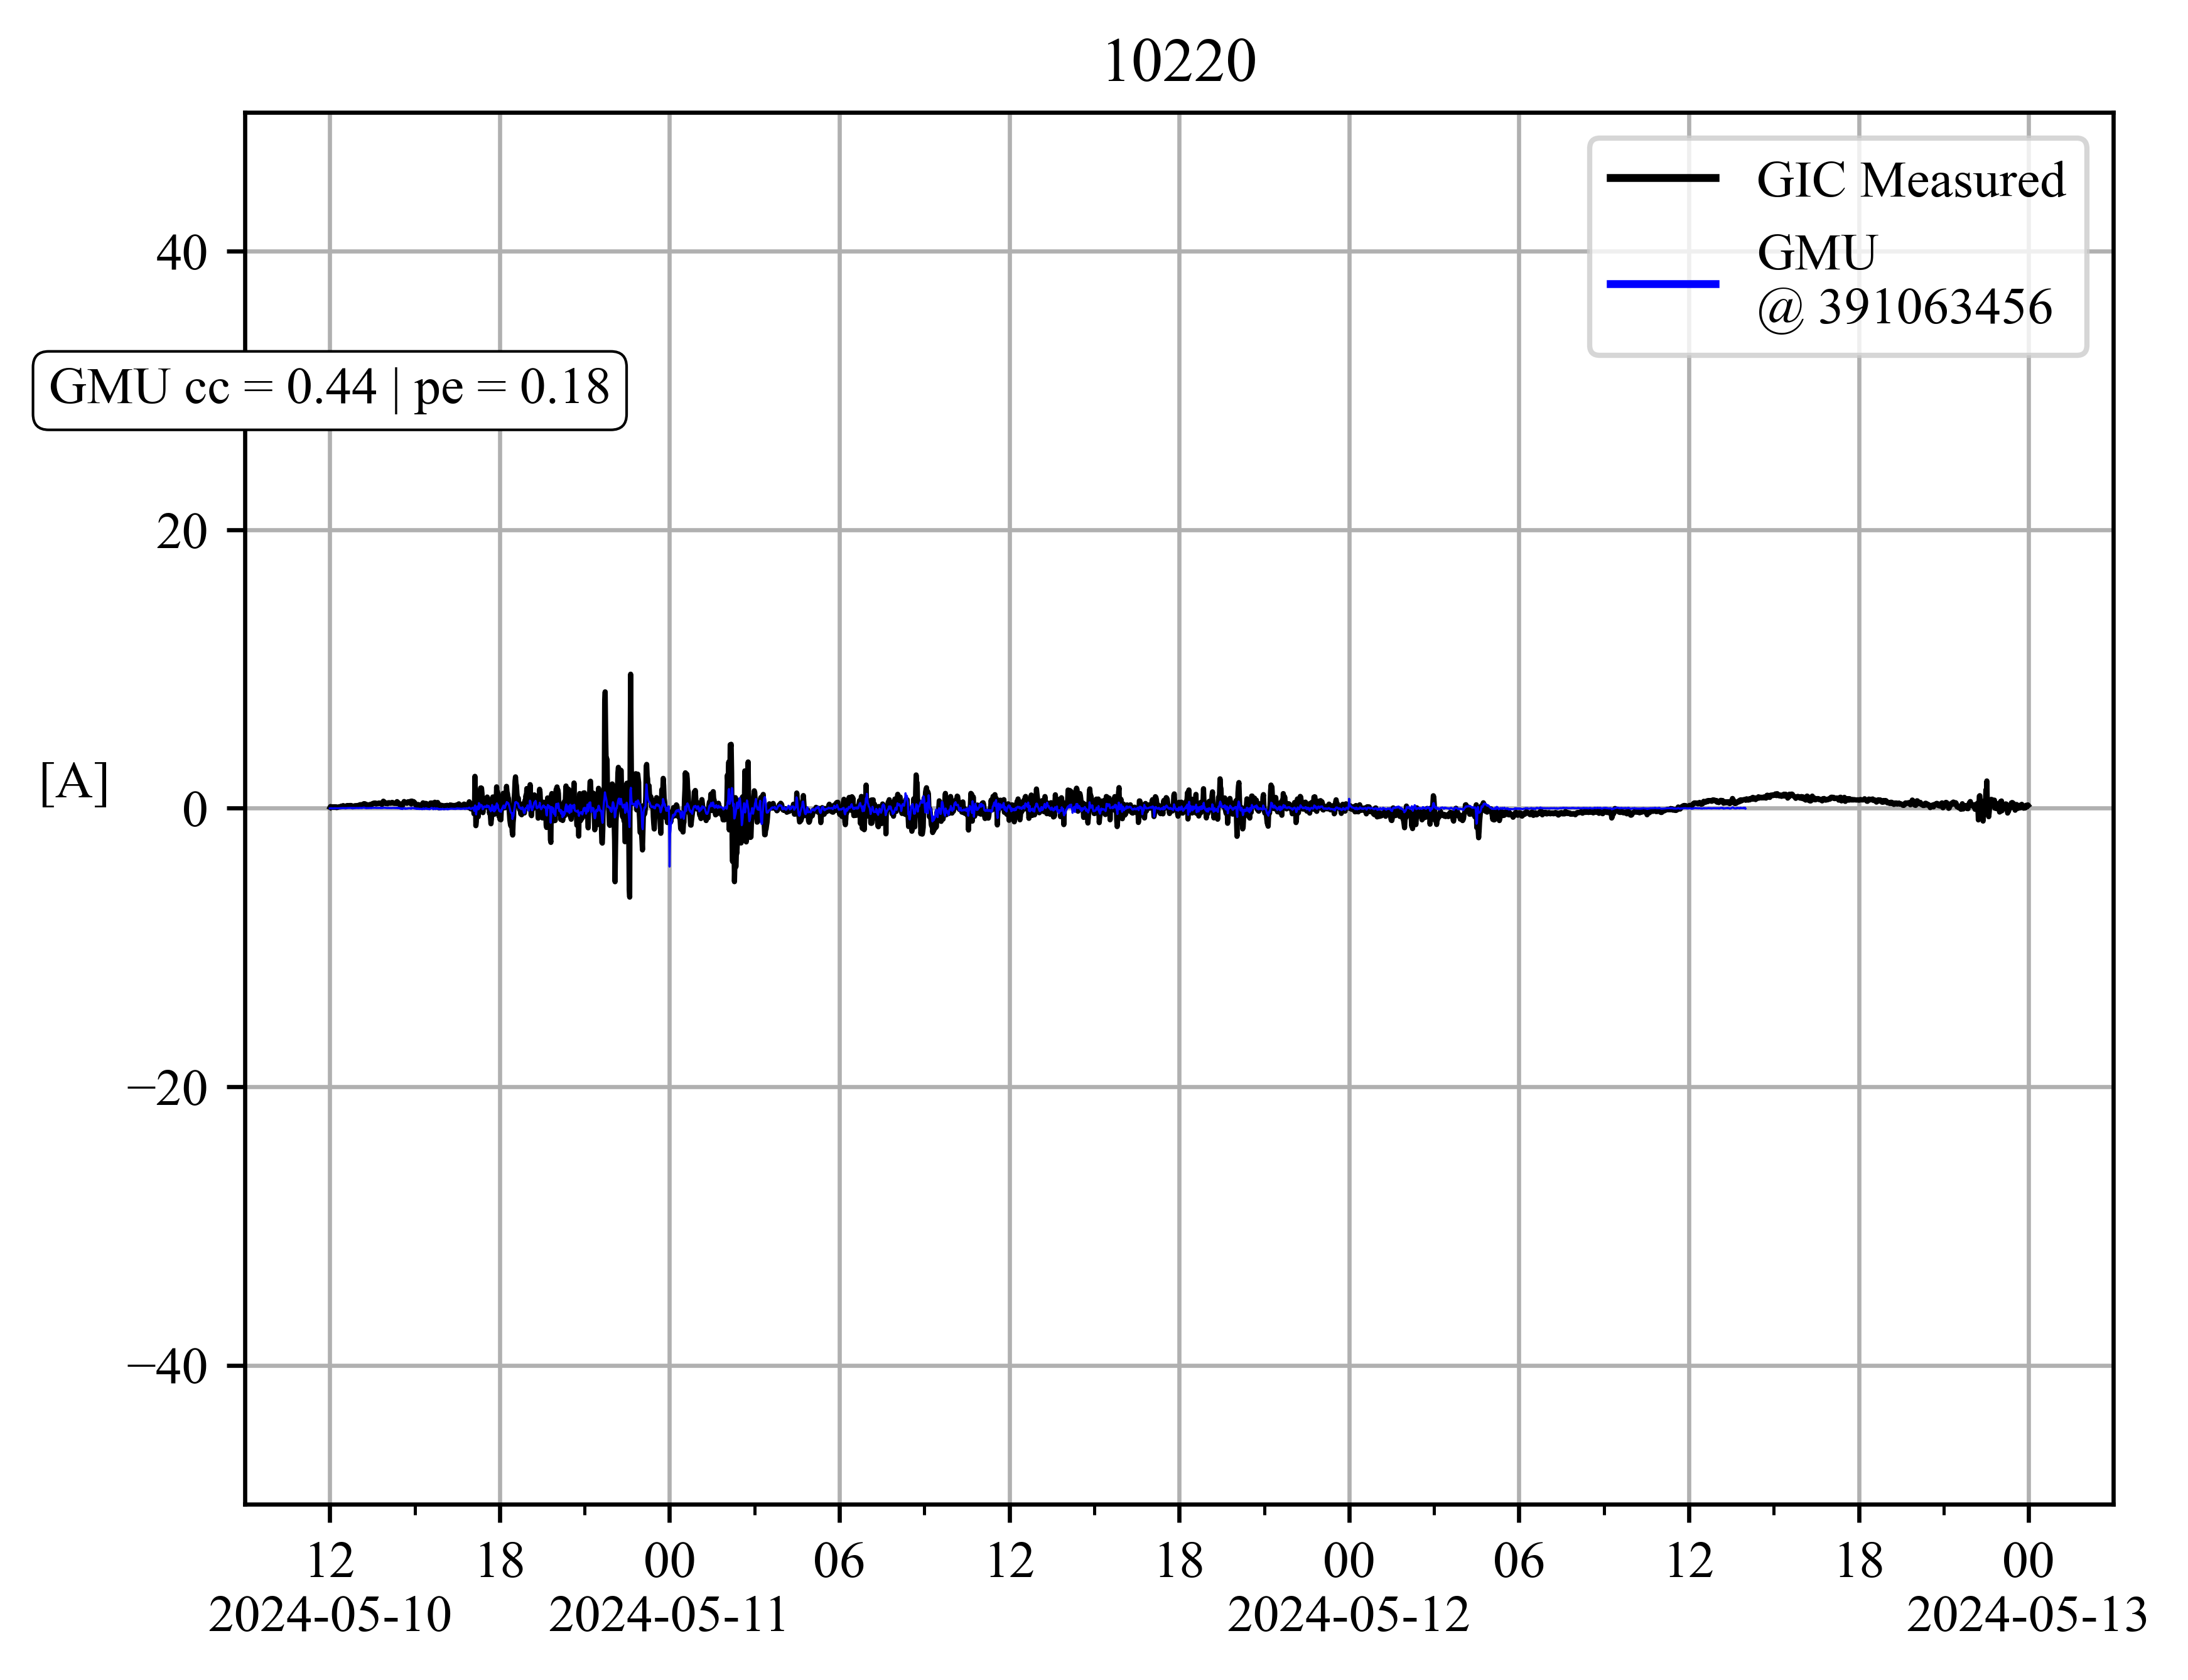 10220
GIC Measured
GMU
@ 391063456
GMU cc = 0.44 | pe = 0.18
[A]
40
20
0
−20
−40
12 18 00 06 12 18 00 06 12 18 00
2024-05-10 2024-05-11 2024-05-12 2024-05-13